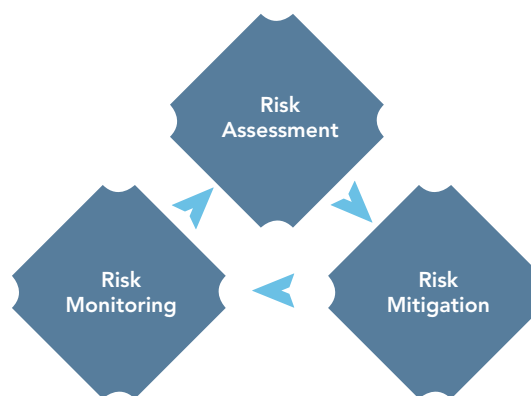 Risk
Assessment
Risk
Monitoring
Risk
Mitigation